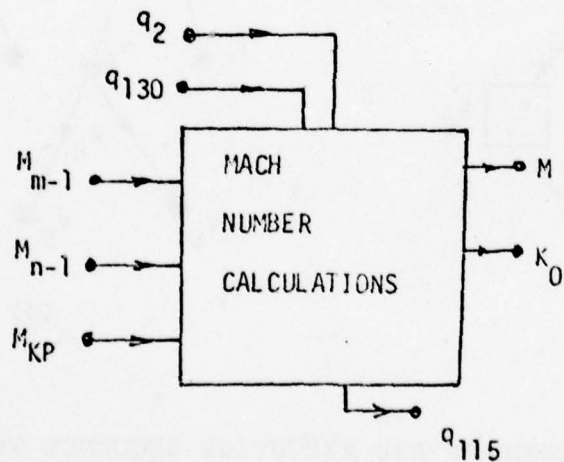 q2
q130
M m-1
MACH
M
NUMBER
M n-1
K0
CALCULATIONS
M KP
q115